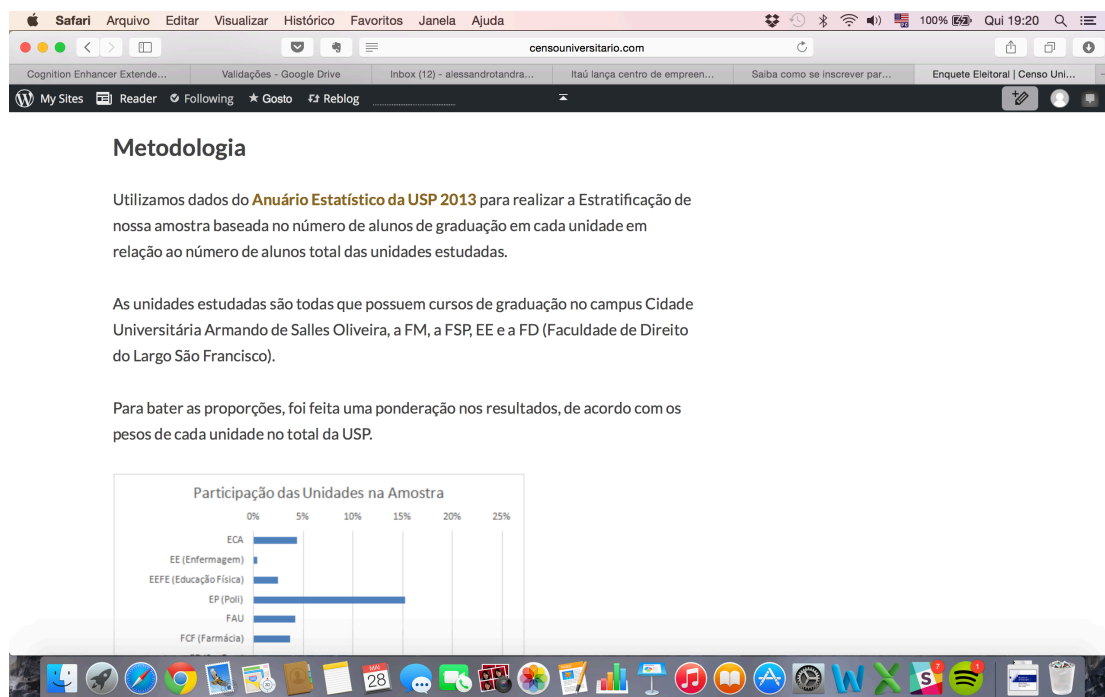 Safari Arquivo Editar Visualizar Histórico Favoritos Janela Ajuda 100% Qui 19:20
censouniversitario.com
Cognition Enhancer Extende... Validações - Google Drive Inbox (12) - alessandrotandra... Itaú lança centro de empreen... Saiba como se inscrever par... Enquete Eleitoral | Censo Uni...
My Sites Reader Following Gosto Reblog
Metodologia
Utilizamos dados do Anuário Estatístico da USP 2013 para realizar a Estratificação de
nossa amostra baseada no número de alunos de graduação em cada unidade em
relação ao número de alunos total das unidades estudadas.
As unidades estudadas são todas que possuem cursos de graduação no campus Cidade
Universitária Armando de Salles Oliveira, a FM, a FSP, EE e a FD (Faculdade de Direito
do Largo São Francisco).
Para bater as proporções, foi feita uma ponderação nos resultados, de acordo com os
pesos de cada unidade no total da USP.
Participação das Unidades na Amostra
0% 5% 10% 15% 20% 25%
ECA
EE (Enfermagem)
EEFE (Educação Física)
EP (Poli)
FAU
FCF (Farmácia)
MAI
28
7
1